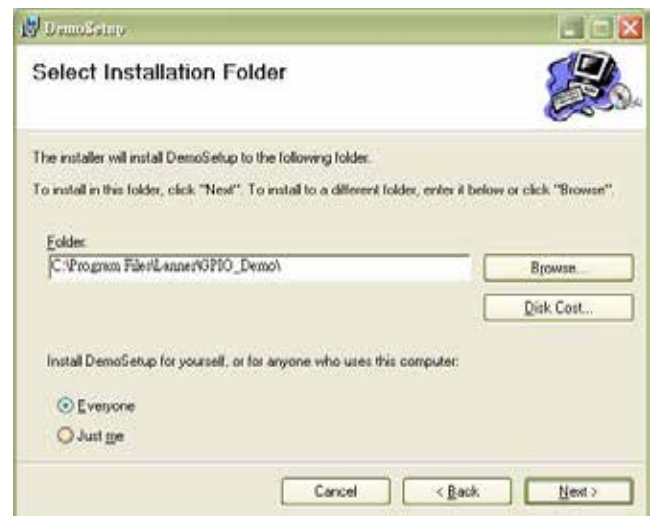 DemoSetup
Select Installation Folder
The installer will install DemoSetup to the following folder.
To install in this folder, click "Next". To install to a different folder, enter it below or click "Browse".
Folder:
C:\Program Files\Lanner\GPIO_Demo\
Browse...
Disk Cost...
Install DemoSetup for yourself, or for anyone who uses this computer:
Everyone
Just me
Cancel
< Back
Next >